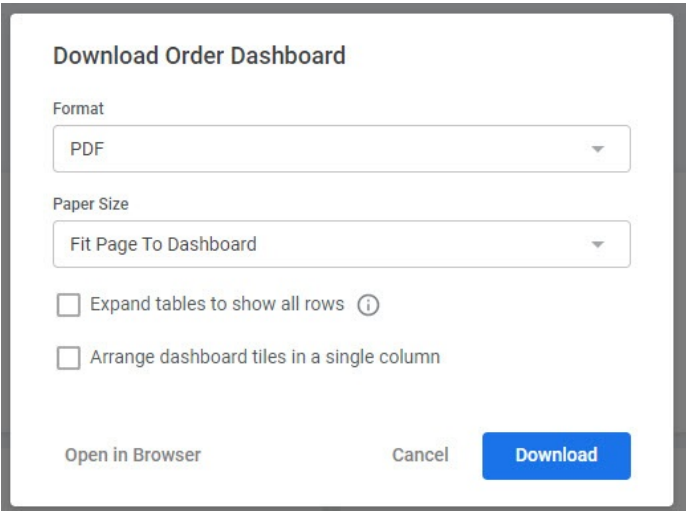 Download Order Dashboard
Format
PDF
Paper Size
Fit Page To Dashboard
Expand tables to show all rows
Arrange dashboard tiles in a single column
Open in Browser Cancel Download